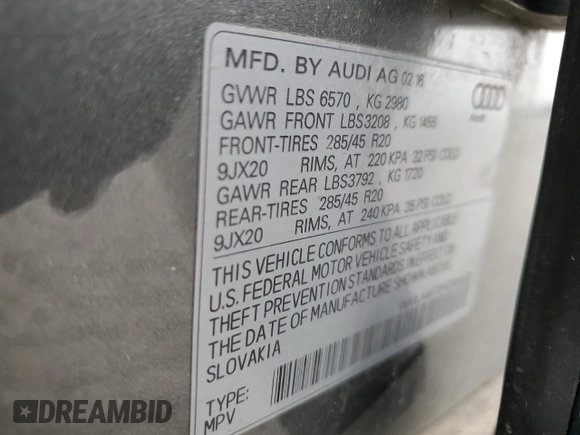 MFD. BY AUDI AG 02 18
GVWR LBS 6570 , KG 2980
GAWR FRONT LBS3208 , KG 1455
FRONT-TIRES 285/45 R20
9JX20 RIMS, AT 220 KPA 32 PSI COLD
GAWR REAR LBS3792 , KG 1720
REAR-TIRES 285/45 R20
9JX20 RIMS, AT 240 KPA 35 PSI COLD
THIS VEHICLE CONFORMS TO ALL APPLICABLE
U.S. FEDERAL MOTOR VEHICLE SAFETY AND
THEFT PREVENTION STANDARDS IN EFFECT ON
THE DATE OF MANUFACTURE SHOWN ABOVE.
SLOVAKIA
TYPE:
MPV
DREAMBID